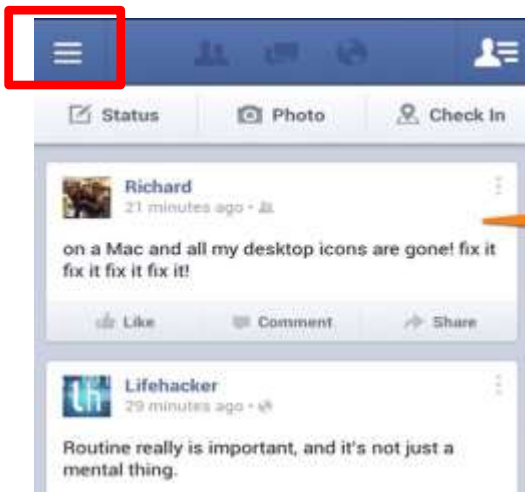 Status Photo Check In
Richard
21 minutes ago
on a Mac and all my desktop icons are gone! fix it
fix it fix it fix it!
Like Comment Share
lh
Lifehacker
29 minutes ago
Routine really is important, and it's not just a
mental thing.